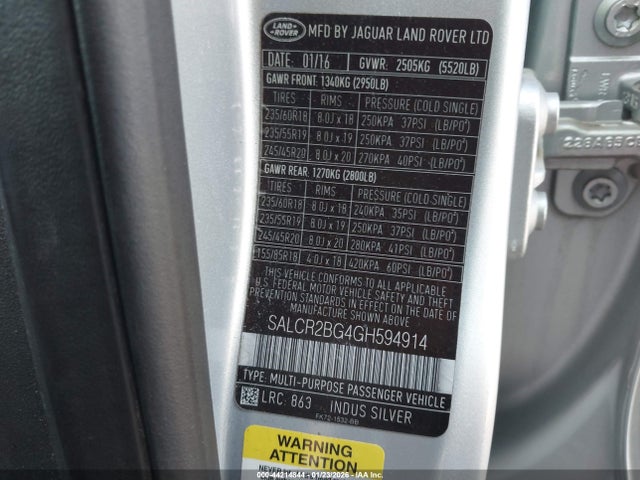 LAND ROVER
MFD BY JAGUAR LAND ROVER LTD
DATE: 01/16 GVWR: 2505KG (5520LB)
GAWR FRONT: 1340KG (2950LB)
TIRES RIMS PRESSURE (COLD SINGLE)
235/60R18 8.0J x 18 250KPA 37PSI (LB/PO²)
235/55R19 8.0J x 19 250KPA 37PSI (LB/PO²)
245/45R20 8.0J x 20 270KPA 40PSI (LB/PO²)
GAWR REAR: 1270KG (2800LB)
TIRES RIMS PRESSURE (COLD SINGLE)
235/60R18 8.0J x 18 240KPA 35PSI (LB/PO²)
235/55R19 8.0J x 19 250KPA 37PSI (LB/PO²)
245/45R20 8.0J x 20 280KPA 41PSI (LB/PO²)
155/85R18 4.0J x 18 420KPA 60PSI (LB/PO²)
THIS VEHICLE CONFORMS TO ALL APPLICABLE
U.S. FEDERAL MOTOR VEHICLE SAFETY AND THEFT
PREVENTION STANDARDS IN EFFECT ON THE DATE OF
MANUFACTURE SHOWN ABOVE.
SALCR2BG4GH594914
TYPE: MULTI-PURPOSE PASSENGER VEHICLE
LRC: 863 INDUS SILVER
FK72-1532-BB
WARNING
ATTENTION
000-44214844 - 01/23/2026 - IAA Inc.